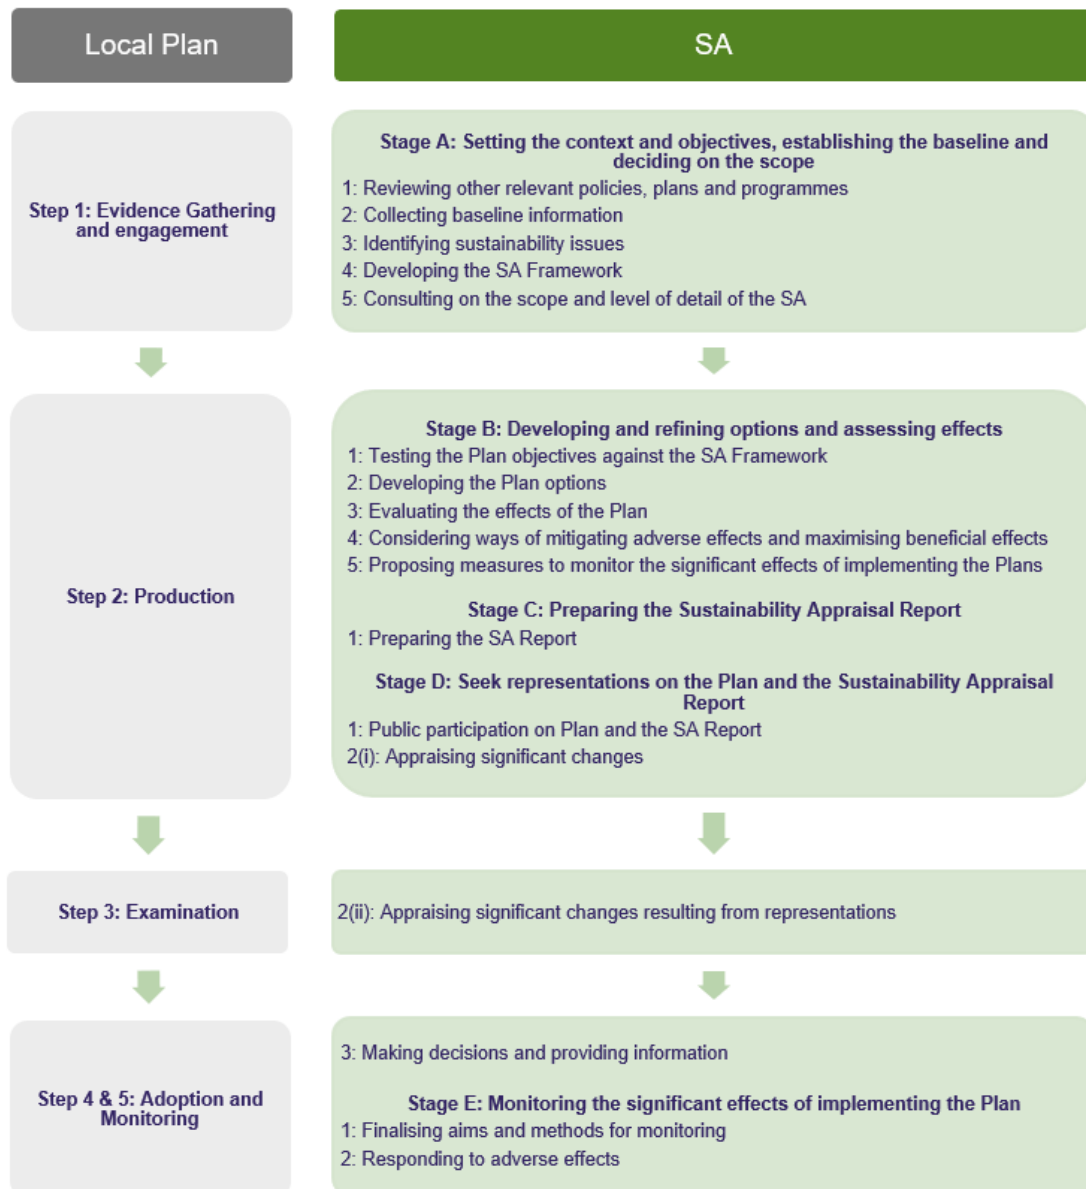 Local Plan
SA
Step 1: Evidence Gathering
and engagement
Stage A: Setting the context and objectives, establishing the baseline and
deciding on the scope
1: Reviewing other relevant policies, plans and programmes
2: Collecting baseline information
3: Identifying sustainability issues
4: Developing the SA Framework
5: Consulting on the scope and level of detail of the SA
Step 2: Production
Stage B: Developing and refining options and assessing effects
1: Testing the Plan objectives against the SA Framework
2: Developing the Plan options
3: Evaluating the effects of the Plan
4: Considering ways of mitigating adverse effects and maximising beneficial effects
5: Proposing measures to monitor the significant effects of implementing the Plans
Stage C: Preparing the Sustainability Appraisal Report
1: Preparing the SA Report
Stage D: Seek representations on the Plan and the Sustainability Appraisal
Report
1: Public participation on Plan and the SA Report
2(i): Appraising significant changes
Step 3: Examination
2(ii): Appraising significant changes resulting from representations
Step 4 & 5: Adoption and
Monitoring
3: Making decisions and providing information
Stage E: Monitoring the significant effects of implementing the Plan
1: Finalising aims and methods for monitoring
2: Responding to adverse effects